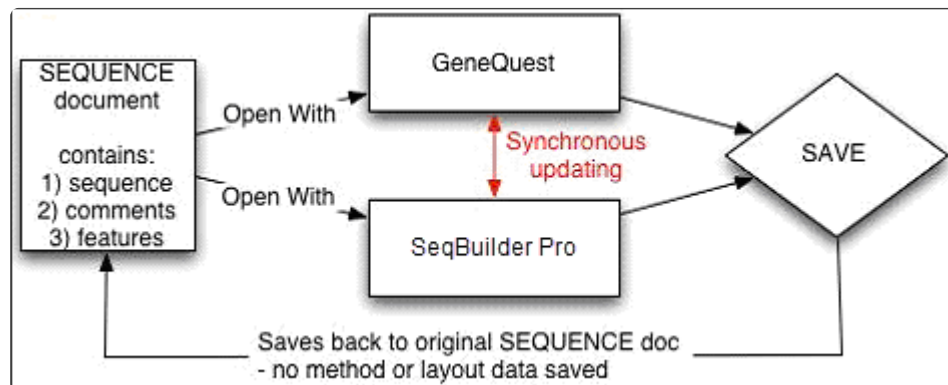 SEQUENCE
document
contains:
1) sequence
2) comments
3) features
Open With
Open With
GeneQuest
Synchronous
updating
SeqBuilder Pro
SAVE
Saves back to original SEQUENCE doc
- no method or layout data saved